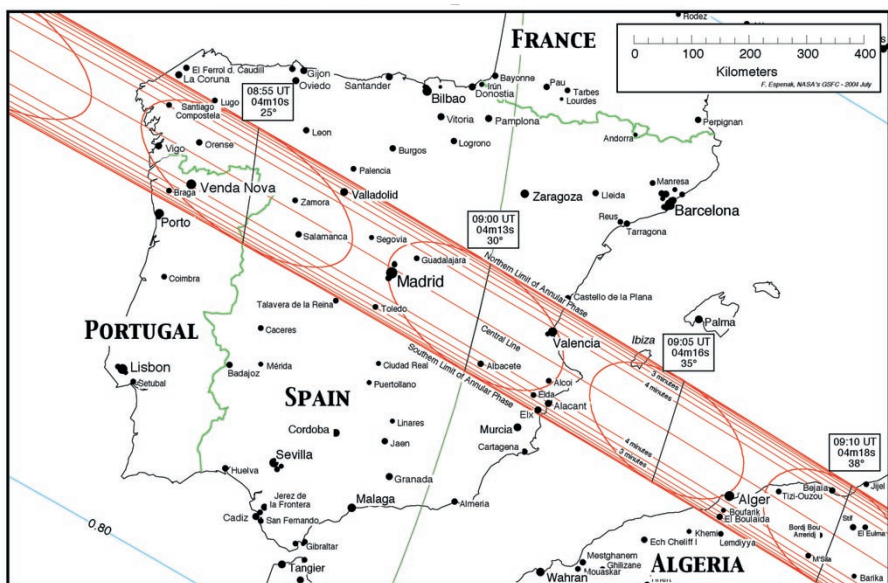 Rodez
FRANCE
0
100
200
300
400
Kilometers
F. Espenak, NASA's GSFC - 2004 July
El Ferrol d. Caudill
La Coruna
Gijon
Oviedo
Santander
Bilbao
Bayonne
Irún
Donostia
Pau
Tarbes
Lourdes
08:55 UT
04m10s
25°
Santiago
Compostela
Lugo
Vitoria
Pamplona
Perpignan
Leon
Andorra
Vigo
Orense
Burgos
Logrono
Palencia
Manresa
Braga
Venda Nova
Valladolid
Zaragoza
Lleida
Barcelona
Zamora
Porto
Reus
Tarragona
09:00 UT
04m13s
30°
Salamanca
Segovia
Guadalajara
Northern Limit of Annular Phase
Coimbra
Madrid
Castello de la Plana
Talavera de la Reina
Toledo
Palma
PORTUGAL
Caceres
Central Line
Valencia
Ibiza
09:05 UT
04m16s
35°
Lisbon
Setubal
Badajoz
Mérida
Ciudad Real
Albacete
Southern Limit of Annular Phase
3 minutes
4 minutes
Puertollano
Alcoi
SPAIN
Elda
Alacant
Elx
Linares
Cordoba
Murcia
Jaen
4 minutes
3 minutes
Cartagena
09:10 UT
04m18s
38°
Sevilla
Huelva
Granada
Bejaïa
Jijel
Tizi-Ouzou
Jerez de
la Frontera
Malaga
Almeria
Alger
Boufarik
El Boulaida
Cadiz
San Fernando
Stif
El Eulma
Bordj Bou
Arreridj
0.80
Khemi
Lemdiyya
Gibraltar
Ech Cheliff I
M'Sila
Tangier
Mestghanem
Ghilizane
Mouaskar
ALGERIA
Wahran
Barika